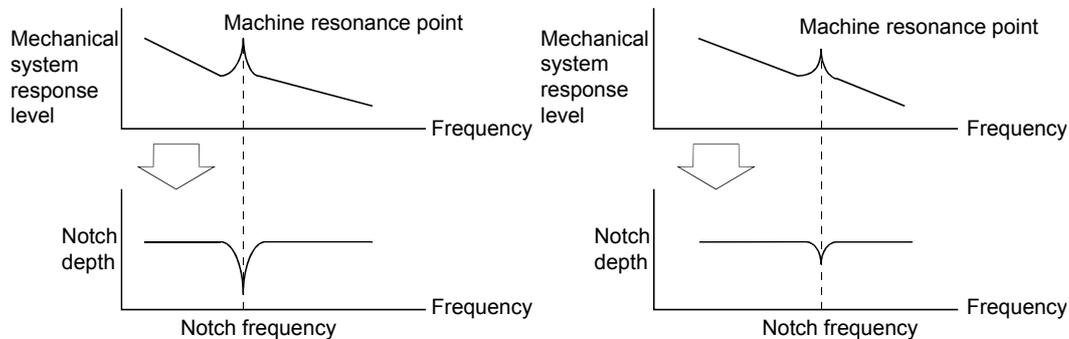 Machine resonance point
Mechanical
system
response
level
Frequency
Notch
depth
Frequency
Notch frequency
Machine resonance point
Mechanical
system
response
level
Frequency
Notch
depth
Frequency
Notch frequency